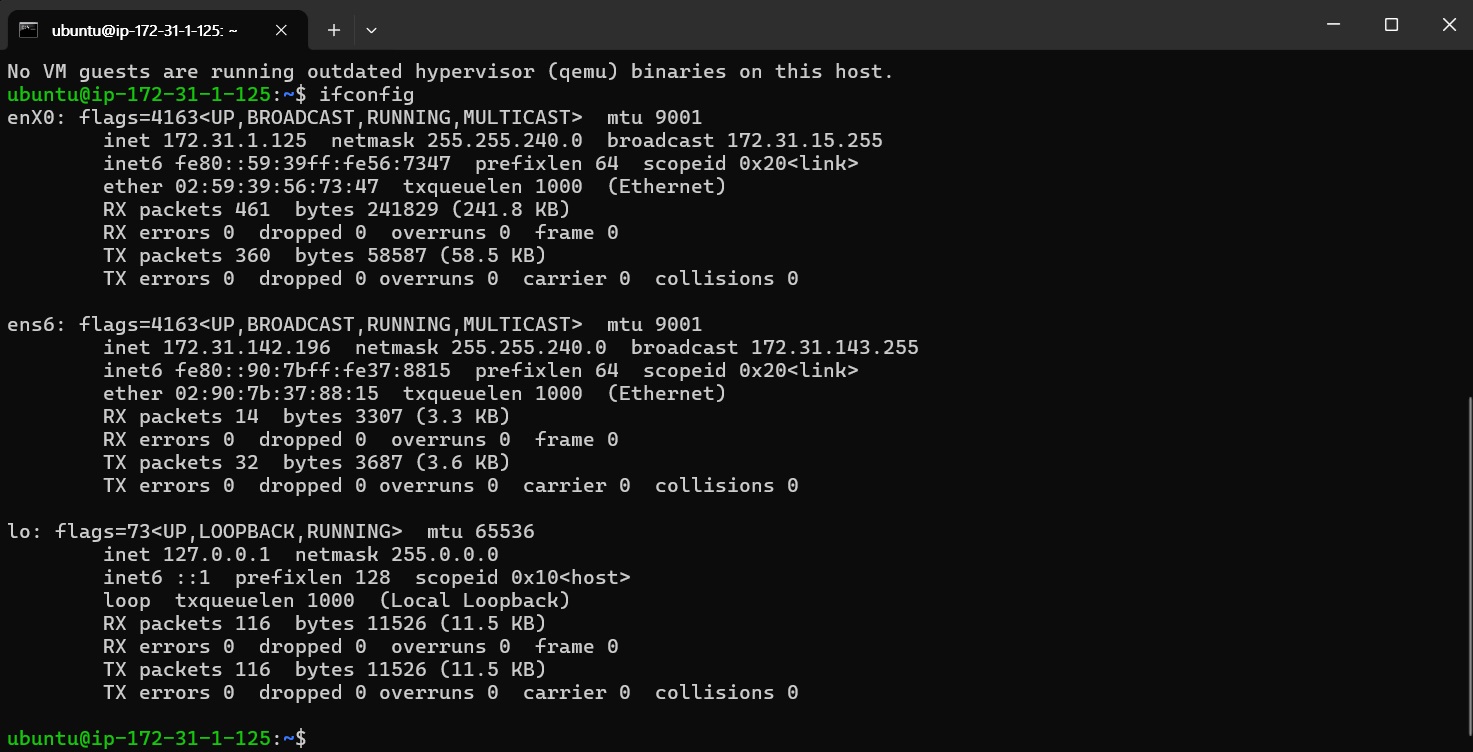 ubuntu@ip-172-31-1-125: ~
No VM guests are running outdated hypervisor (qemu) binaries on this host.
ubuntu@ip-172-31-1-125:~$ ifconfig
enX0: flags=4163<UP,BROADCAST,RUNNING,MULTICAST>  mtu 9001
        inet 172.31.1.125  netmask 255.255.240.0  broadcast 172.31.15.255
        inet6 fe80::59:39ff:fe56:7347  prefixlen 64  scopeid 0x20<link>
        ether 02:59:39:56:73:47  txqueuelen 1000  (Ethernet)
        RX packets 461  bytes 241829 (241.8 KB)
        RX errors 0  dropped 0  overruns 0  frame 0
        TX packets 360  bytes 58587 (58.5 KB)
        TX errors 0  dropped 0 overruns 0  carrier 0  collisions 0

ens6: flags=4163<UP,BROADCAST,RUNNING,MULTICAST>  mtu 9001
        inet 172.31.142.196  netmask 255.255.240.0  broadcast 172.31.143.255
        inet6 fe80::90:7bff:fe37:8815  prefixlen 64  scopeid 0x20<link>
        ether 02:90:7b:37:88:15  txqueuelen 1000  (Ethernet)
        RX packets 14  bytes 3307 (3.3 KB)
        RX errors 0  dropped 0  overruns 0  frame 0
        TX packets 32  bytes 3687 (3.6 KB)
        TX errors 0  dropped 0 overruns 0  carrier 0  collisions 0

lo: flags=73<UP,LOOPBACK,RUNNING>  mtu 65536
        inet 127.0.0.1  netmask 255.0.0.0
        inet6 ::1  prefixlen 128  scopeid 0x10<host>
        loop  txqueuelen 1000  (Local Loopback)
        RX packets 116  bytes 11526 (11.5 KB)
        RX errors 0  dropped 0  overruns 0  frame 0
        TX packets 116  bytes 11526 (11.5 KB)
        TX errors 0  dropped 0 overruns 0  carrier 0  collisions 0

ubuntu@ip-172-31-1-125:~$